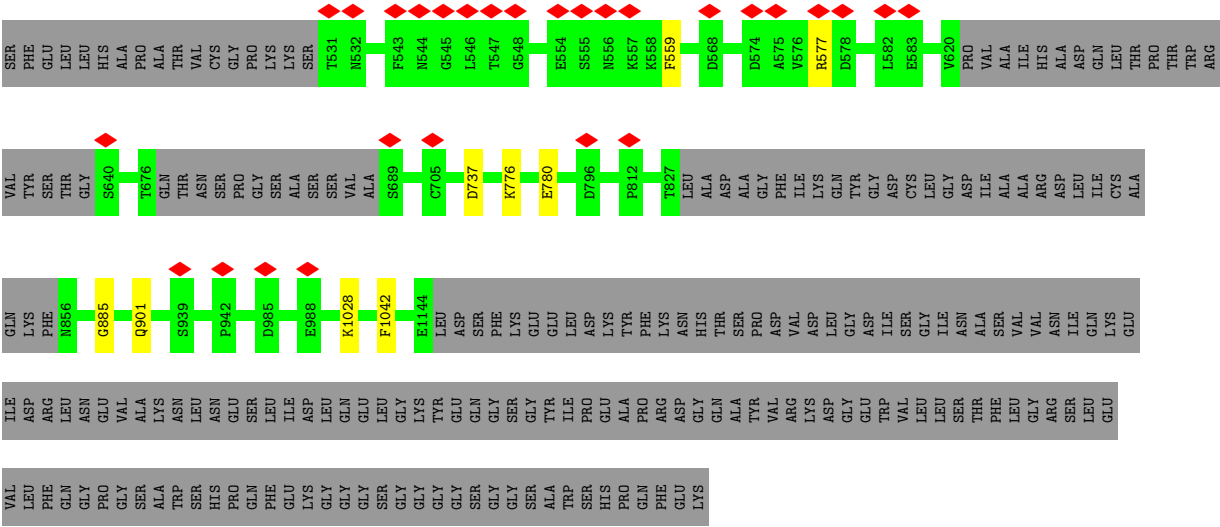 SER PHE GLU LEU LEU HIS ALA PRO ALA THR VAL CYS GLY PRO LYS LYS SER T531 N532 F543 N544 G545 L546 T547 G548 E554 S555 N556 K557 K558 F559 D568 D574 A575 V576 R577 D578 L582 E583 V620 PRO VAL ALA ILE HIS ALA ASP GLN LEU THR PRO THR TRP ARG
VAL TYR SER THR GLY S640 T676 GLN THR ASN SER PRO GLY SER ALA SER SER VAL ALA S689 C705 D737 K776 E780 D796 P812 T827 LEU ALA ASP ALA GLY PHE ILE LYS GLN TYR GLY ASP CYS LEU GLY ASP ILE ALA ALA ARG ASP LEU ILE CYS ALA
GLN LYS PHE N856 G885 Q901 S939 P942 D985 E988 K1028 F1042 E1144 LEU ASP SER PHE LYS GLU GLU LEU ASP LYS TYR PHE LYS ASN HIS THR SER PRO ASP VAL ASP LEU GLY ASP ILE SER GLY ILE ASN ALA SER VAL VAL ASN ILE GLN LYS GLU
ILE ASP ARG LEU ASN GLU VAL ALA LYS ASN LEU ASN GLU SER LEU ILE ASP LEU GLN GLU LEU GLY LYS TYR GLU GLN GLY SER GLY TYR ILE PRO GLU ALA PRO ARG ASP GLY GLN ALA TYR VAL ARG LYS ASP GLY GLU TRP VAL LEU LEU SER THR PHE LEU GLY ARG SER LEU GLU
VAL LEU PHE GLN GLY PRO GLY SER ALA TRP SER HIS PRO GLN PHE GLU LYS GLY GLY GLY SER GLY GLY GLY GLY SER GLY GLY SER ALA TRP SER HIS PRO GLN PHE GLU LYS